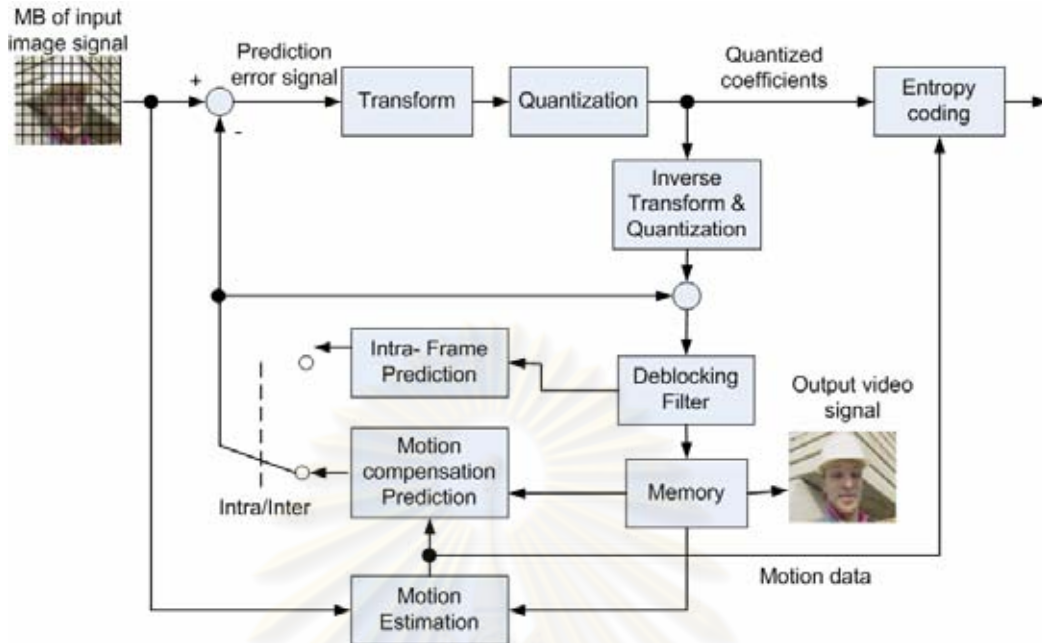 MB of input
image signal
+
-
Prediction
error signal
Transform
Quantization
Quantized
coefficients
Entropy
coding
Inverse
Transform &
Quantization
Intra- Frame
Prediction
Deblocking
Filter
Output video
signal
Motion
compensation
Prediction
Memory
Intra/Inter
Motion data
Motion
Estimation